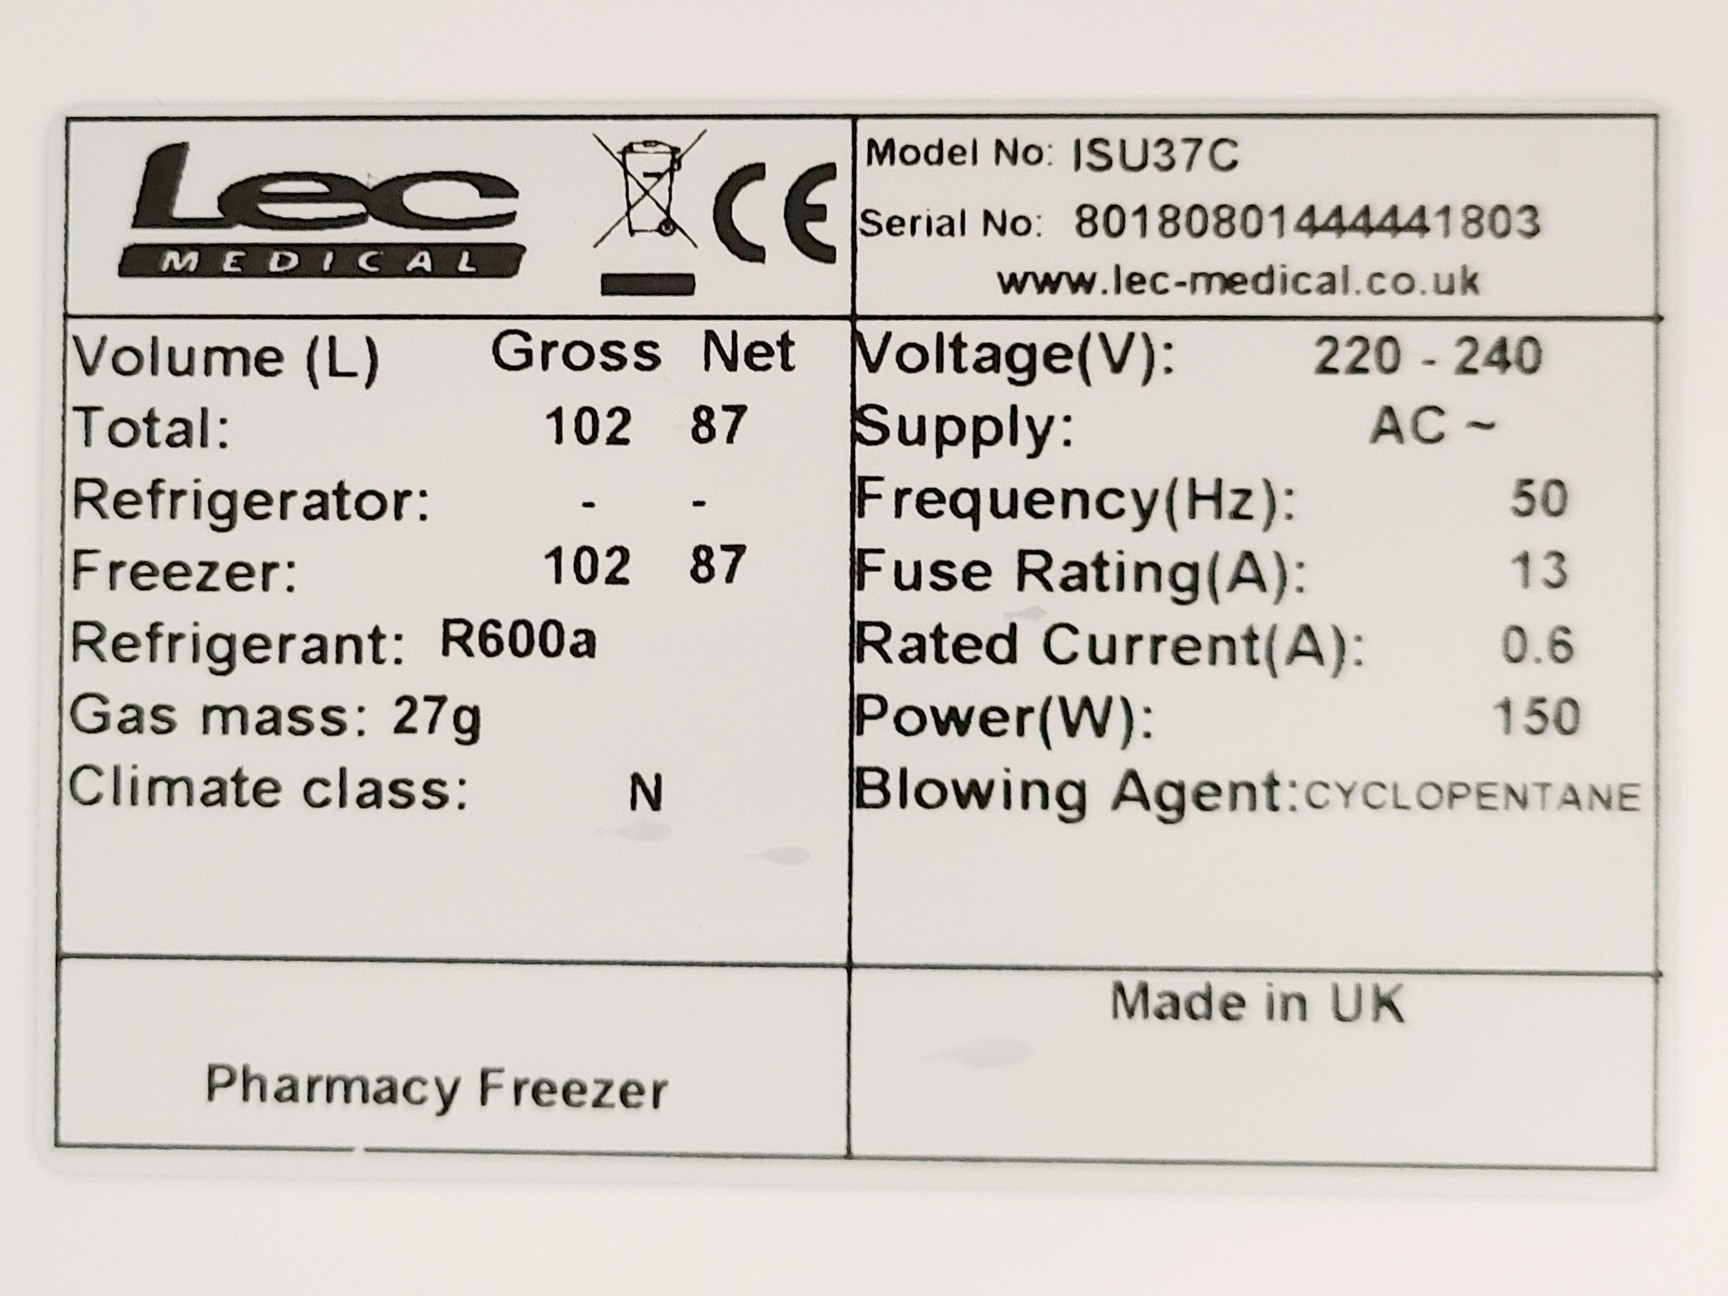 Lec
MEDICAL
CE
Model No: ISU37C
Serial No: 80180801444441803
www.lec-medical.co.uk
Volume (L) Gross Net
Total: 102 87
Refrigerator: - -
Freezer: 102 87
Refrigerant: R600a
Gas mass: 27g
Climate class: N
Voltage(V): 220 - 240
Supply: AC ~
Frequency(Hz): 50
Fuse Rating(A): 13
Rated Current(A): 0.6
Power(W): 150
Blowing Agent:CYCLOPENTANE
Pharmacy Freezer
Made in UK